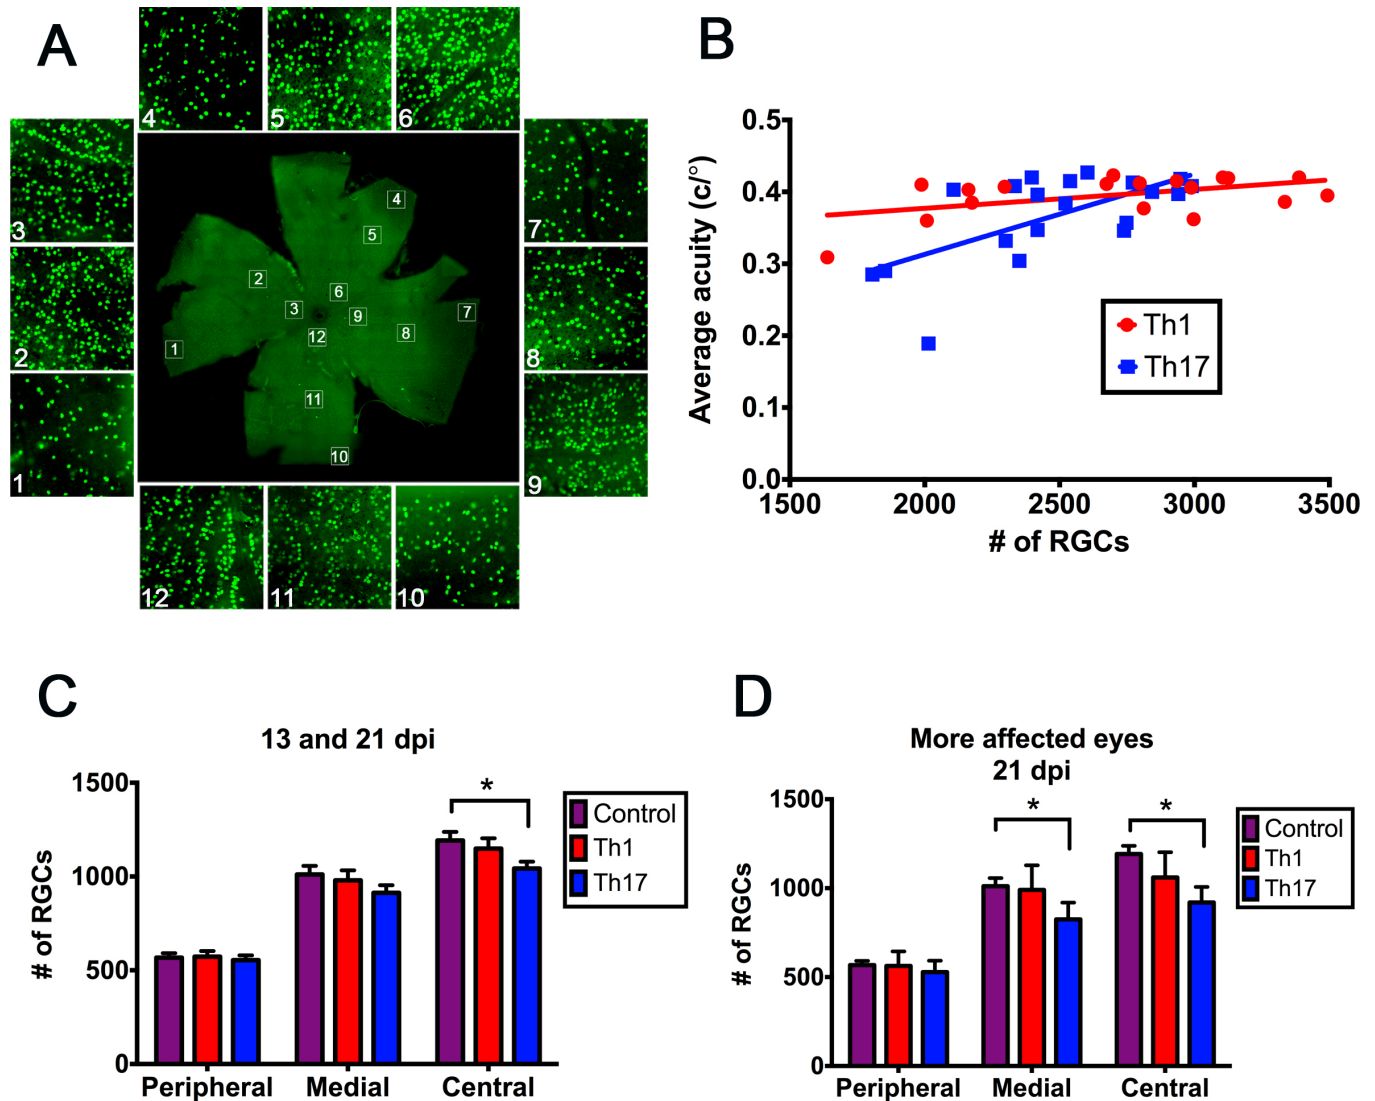 A
4
5
6
3
2
1
7
8
9
12
11
10
4
5
2
6
3
9
7
12
8
1
11
10
B
Average acuity (c/°)
0.5
0.4
0.3
0.2
0.1
0.0
1500
2000
2500
3000
3500
# of RGCs
Th1
Th17
C
13 and 21 dpi
# of RGCs
1500
1000
500
0
*
Control
Th1
Th17
Peripheral
Medial
Central
D
More affected eyes
21 dpi
# of RGCs
1500
1000
500
0
*
*
Control
Th1
Th17
Peripheral
Medial
Central